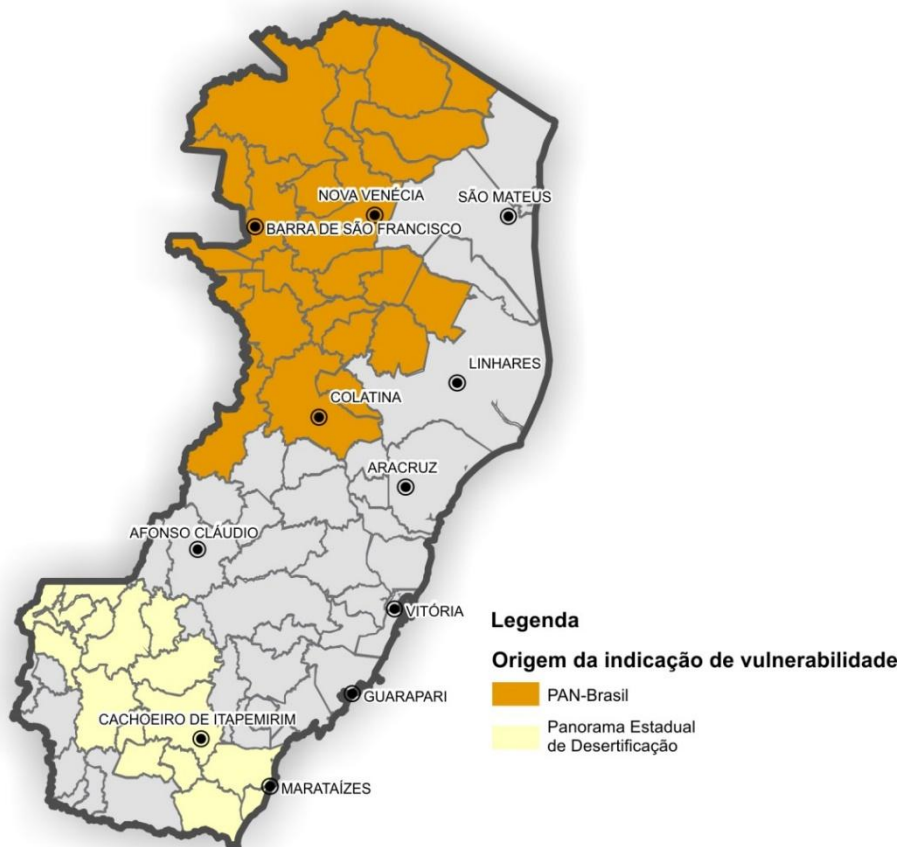 NOVA VENÉCIA
SÃO MATEUS
BARRA DE SÃO FRANCISCO
LINHARES
COLATINA
ARACRUZ
AFONSO CLÁUDIO
VITÓRIA
GUARAPARI
CACHOEIRO DE ITAPEMIRIM
MARATAÍZES
Legenda
Origem da indicação de vulnerabilidade
PAN-Brasil
Panorama Estadual
de Desertificação